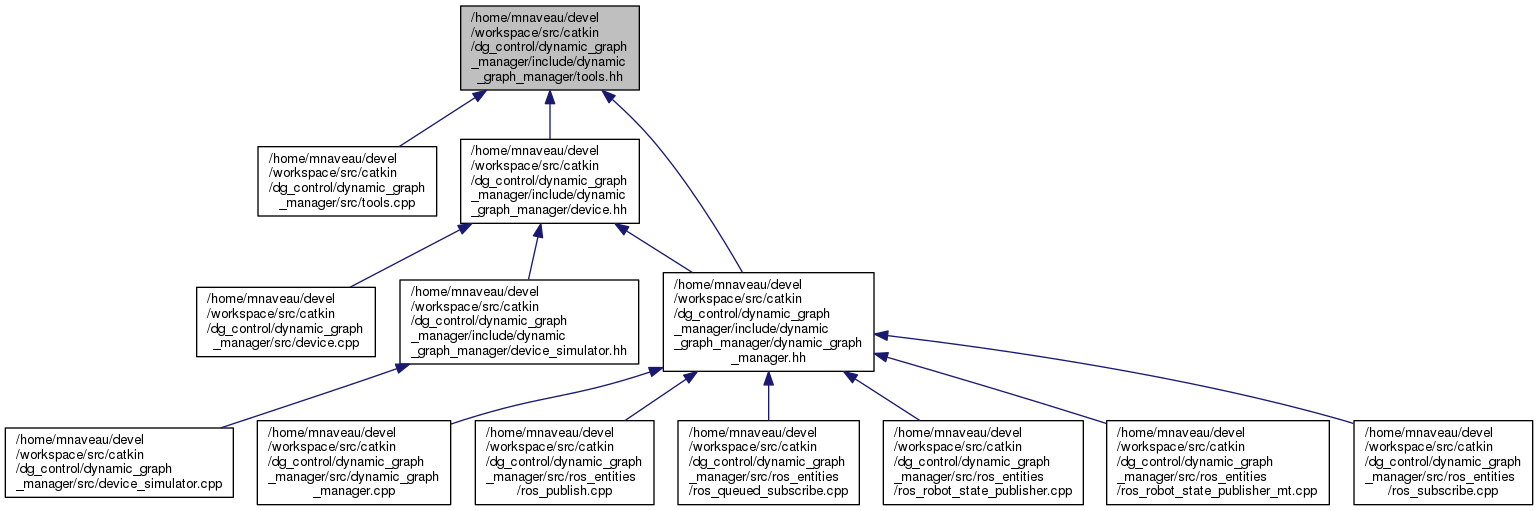 /home/mnaveau/devel
/workspace/src/catkin
/dg_control/dynamic_graph
_manager/include/dynamic
_graph_manager/tools.hh
/home/mnaveau/devel
/workspace/src/catkin
/dg_control/dynamic_graph
_manager/src/tools.cpp
/home/mnaveau/devel
/workspace/src/catkin
/dg_control/dynamic_graph
_manager/include/dynamic
_graph_manager/device.hh
/home/mnaveau/devel
/workspace/src/catkin
/dg_control/dynamic_graph
_manager/src/device.cpp
/home/mnaveau/devel
/workspace/src/catkin
/dg_control/dynamic_graph
_manager/include/dynamic
_graph_manager/device_simulator.hh
/home/mnaveau/devel
/workspace/src/catkin
/dg_control/dynamic_graph
_manager/include/dynamic
_graph_manager/dynamic_graph
_manager.hh
/home/mnaveau/devel
/workspace/src/catkin
/dg_control/dynamic_graph
_manager/src/device_simulator.cpp
/home/mnaveau/devel
/workspace/src/catkin
/dg_control/dynamic_graph
_manager/src/dynamic_graph
_manager.cpp
/home/mnaveau/devel
/workspace/src/catkin
/dg_control/dynamic_graph
_manager/src/ros_entities
/ros_publish.cpp
/home/mnaveau/devel
/workspace/src/catkin
/dg_control/dynamic_graph
_manager/src/ros_entities
/ros_queued_subscribe.cpp
/home/mnaveau/devel
/workspace/src/catkin
/dg_control/dynamic_graph
_manager/src/ros_entities
/ros_robot_state_publisher.cpp
/home/mnaveau/devel
/workspace/src/catkin
/dg_control/dynamic_graph
_manager/src/ros_entities
/ros_robot_state_publisher_mt.cpp
/home/mnaveau/devel
/workspace/src/catkin
/dg_control/dynamic_graph
_manager/src/ros_entities
/ros_subscribe.cpp